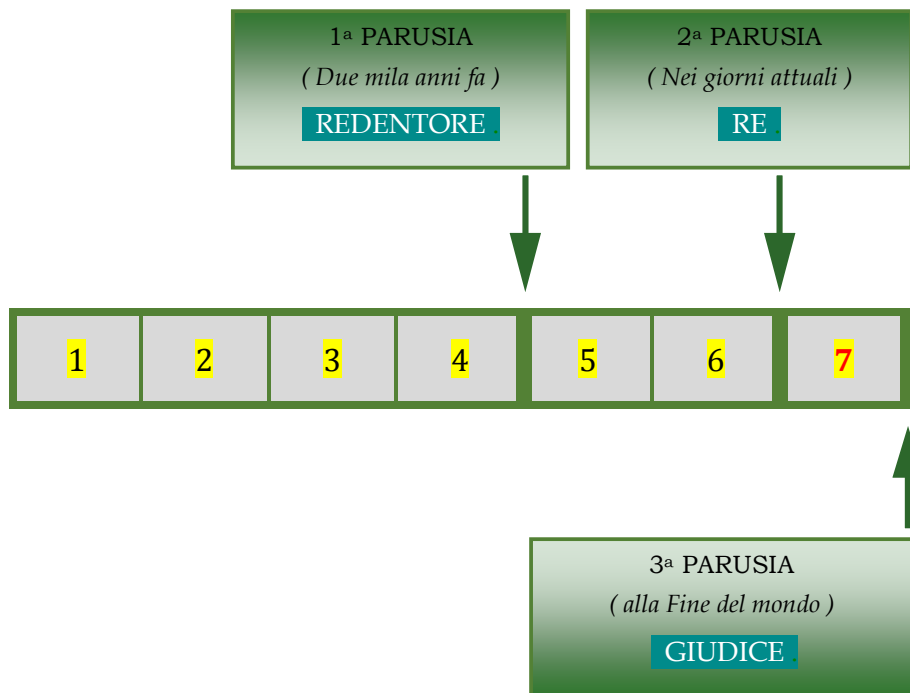 1ª PARUSIA
( Due mila anni fa )
REDENTORE .
2ª PARUSIA
( Nei giorni attuali )
RE .
1 2 3 4 5 6 7
3ª PARUSIA
( alla Fine del mondo )
GIUDICE .